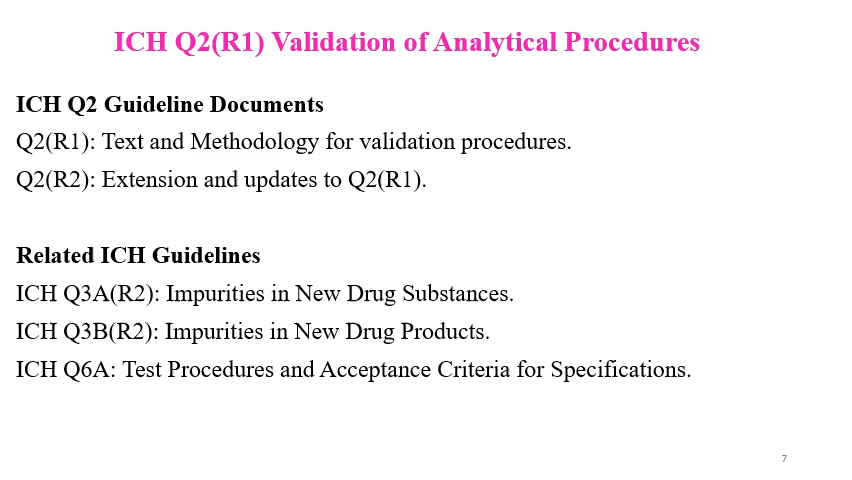 ICH Q2(R1) Validation of Analytical Procedures
ICH Q2 Guideline Documents
Q2(R1): Text and Methodology for validation procedures.
Q2(R2): Extension and updates to Q2(R1).
Related ICH Guidelines
ICH Q3A(R2): Impurities in New Drug Substances.
ICH Q3B(R2): Impurities in New Drug Products.
ICH Q6A: Test Procedures and Acceptance Criteria for Specifications.
7